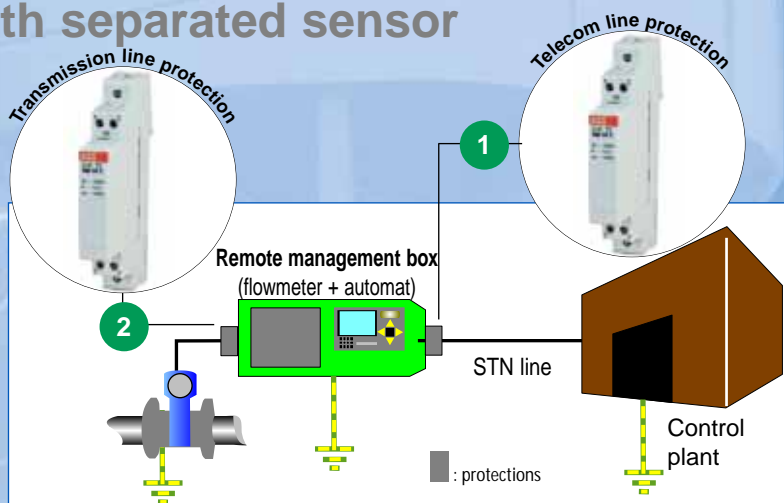 th separated sensor
Transmission line protection
Telecom line protection
1
Remote management box
(flowmeter + automat)
2
STN line
Control
plant
: protections